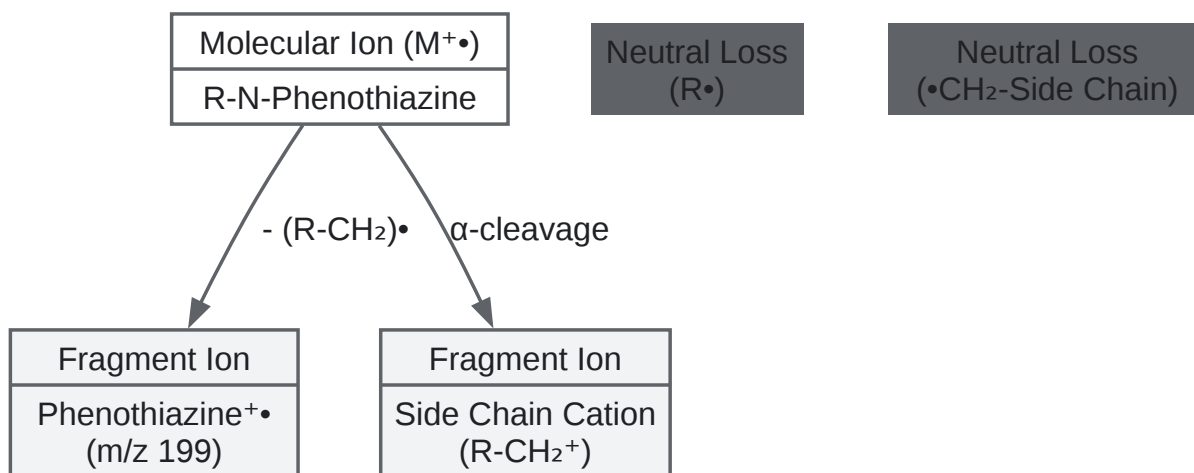 Molecular Ion (M⁺•)
R-N-Phenothiazine
Neutral Loss
(R•)
Neutral Loss
(•CH₂-Side Chain)
- (R-CH₂)•
α-cleavage
Fragment Ion
Phenothiazine⁺•
(m/z 199)
Fragment Ion
Side Chain Cation
(R-CH₂⁺)